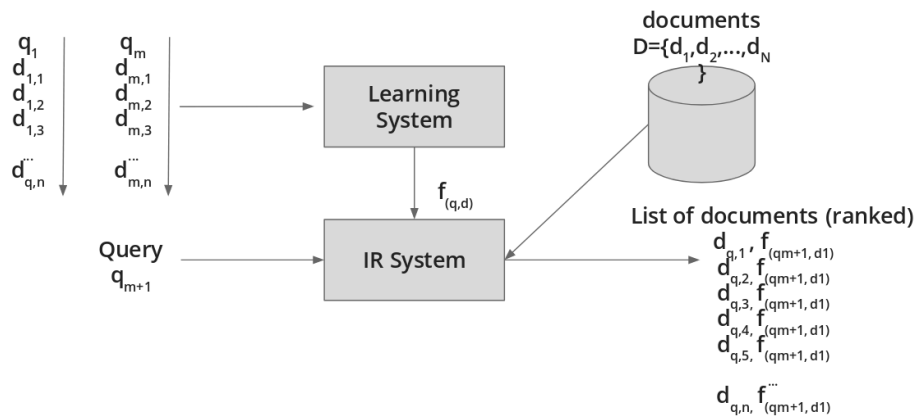 q1
d1,1
d1,2
d1,3
...
dq,n
qm
dm,1
dm,2
dm,3
...
dm,n
Learning
System
documents
D={d1,d2,...,dN
}
f(q,d)
Query
qm+1
IR System
List of documents (ranked)
dq,1 , f(qm+1, d1)
dq,2, f(qm+1, d1)
dq,3, f(qm+1, d1)
dq,4, f(qm+1, d1)
dq,5, f(qm+1, d1)
...
dq,n, f(qm+1, d1)